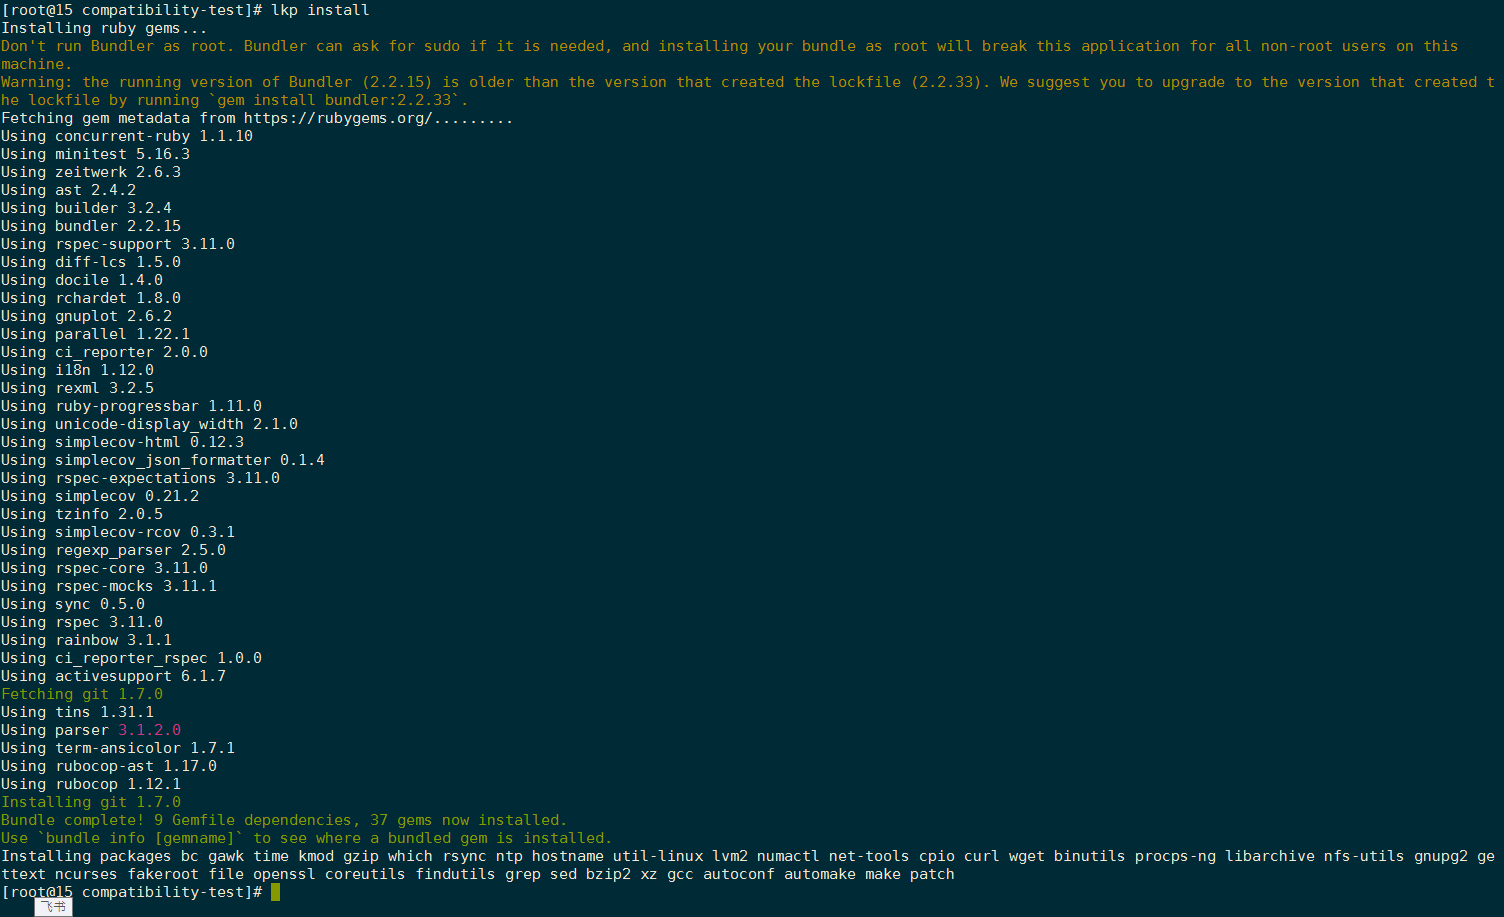 [root@15 compatibility-test]# lkp install
Installing ruby gems...
Don't run Bundler as root. Bundler can ask for sudo if it is needed, and installing your bundle as root will break this application for all non-root users on this
machine.
Warning: the running version of Bundler (2.2.15) is older than the version that created the lockfile (2.2.33). We suggest you to upgrade to the version that created t
he lockfile by running `gem install bundler:2.2.33`.
Fetching gem metadata from https://rubygems.org/.........
Using concurrent-ruby 1.1.10
Using minitest 5.16.3
Using zeitwerk 2.6.3
Using ast 2.4.2
Using builder 3.2.4
Using bundler 2.2.15
Using rspec-support 3.11.0
Using diff-lcs 1.5.0
Using docile 1.4.0
Using rchardet 1.8.0
Using gnuplot 2.6.2
Using parallel 1.22.1
Using ci_reporter 2.0.0
Using i18n 1.12.0
Using rexml 3.2.5
Using ruby-progressbar 1.11.0
Using unicode-display_width 2.1.0
Using simplecov-html 0.12.3
Using simplecov_json_formatter 0.1.4
Using rspec-expectations 3.11.0
Using simplecov 0.21.2
Using tzinfo 2.0.5
Using simplecov-rcov 0.3.1
Using regexp_parser 2.5.0
Using rspec-core 3.11.0
Using rspec-mocks 3.11.1
Using sync 0.5.0
Using rspec 3.11.0
Using rainbow 3.1.1
Using ci_reporter_rspec 1.0.0
Using activesupport 6.1.7
Fetching git 1.7.0
Using tins 1.31.1
Using parser 3.1.2.0
Using term-ansicolor 1.7.1
Using rubocop-ast 1.17.0
Using rubocop 1.12.1
Installing git 1.7.0
Bundle complete! 9 Gemfile dependencies, 37 gems now installed.
Use `bundle info [gemname]` to see where a bundled gem is installed.
Installing packages bc gawk time kmod gzip which rsync ntp hostname util-linux lvm2 numactl net-tools cpio curl wget binutils procps-ng libarchive nfs-utils gnupg2 ge
ttext ncurses fakeroot file openssl coreutils findutils grep sed bzip2 xz gcc autoconf automake make patch
[root@15 compatibility-test]#
飞书